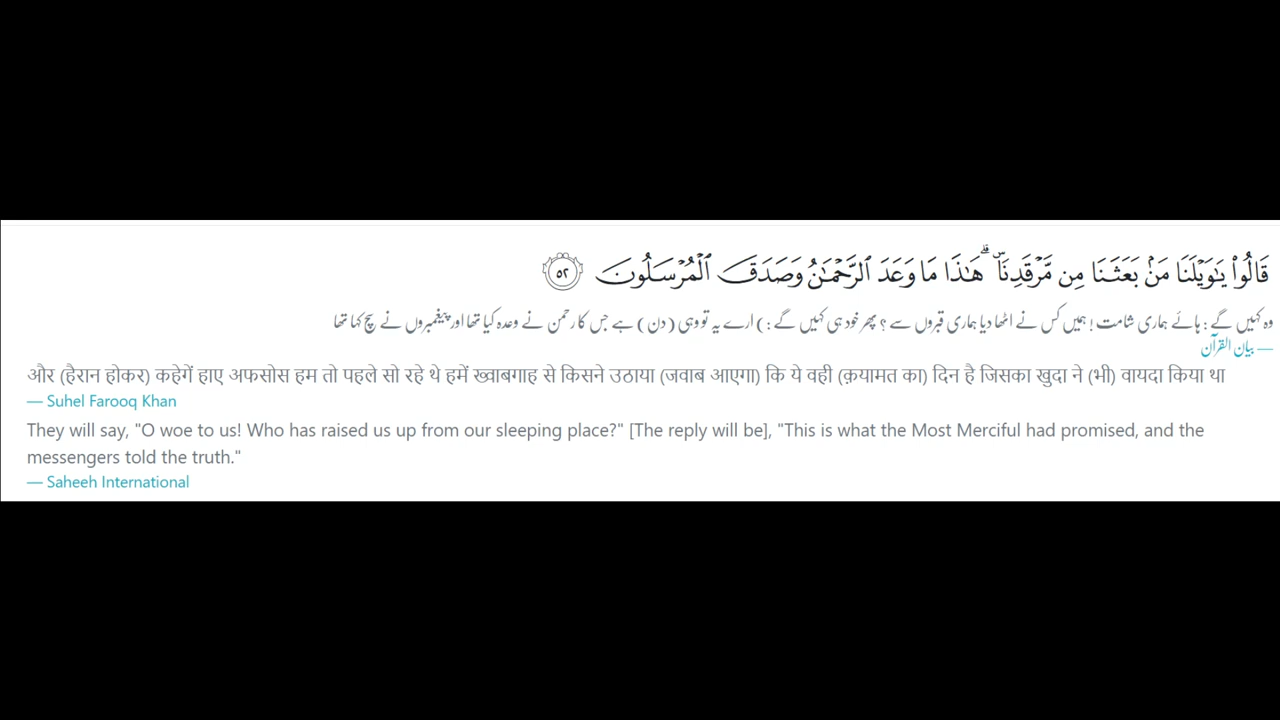 قَالُوا۟ يَـٰوَيْلَنَا مَنۢ بَعَثَنَا مِن مَّرْقَدِنَا ۜ ۗ هَـٰذَا مَا وَعَدَ ٱلرَّحْمَـٰنُ وَصَدَقَ ٱلْمُرْسَلُونَ ٥٢
وہ کہیں گے : ہائے ہماری شامت ! ہمیں کس نے اٹھا دیا ہماری قبروں سے ؟ پھر خود ہی کہیں گے : ) ارے یہ تو وہی (دن) ہے جس کا رحمن نے وعدہ کیا تھا اور پیغمبروں نے سچ کہا تھا
— بیان القرآن
और (हैरान होकर) कहेगें हाए अफसोस हम तो पहले सो रहे थे हमें ख्वाबगाह से किसने उठाया (जवाब आएगा) कि ये वही (क़यामत का) दिन है जिसका खुदा ने (भी) वायदा किया था
— Suhel Farooq Khan
They will say, "O woe to us! Who has raised us up from our sleeping place?" [The reply will be], "This is what the Most Merciful had promised, and the
messengers told the truth."
— Saheeh International